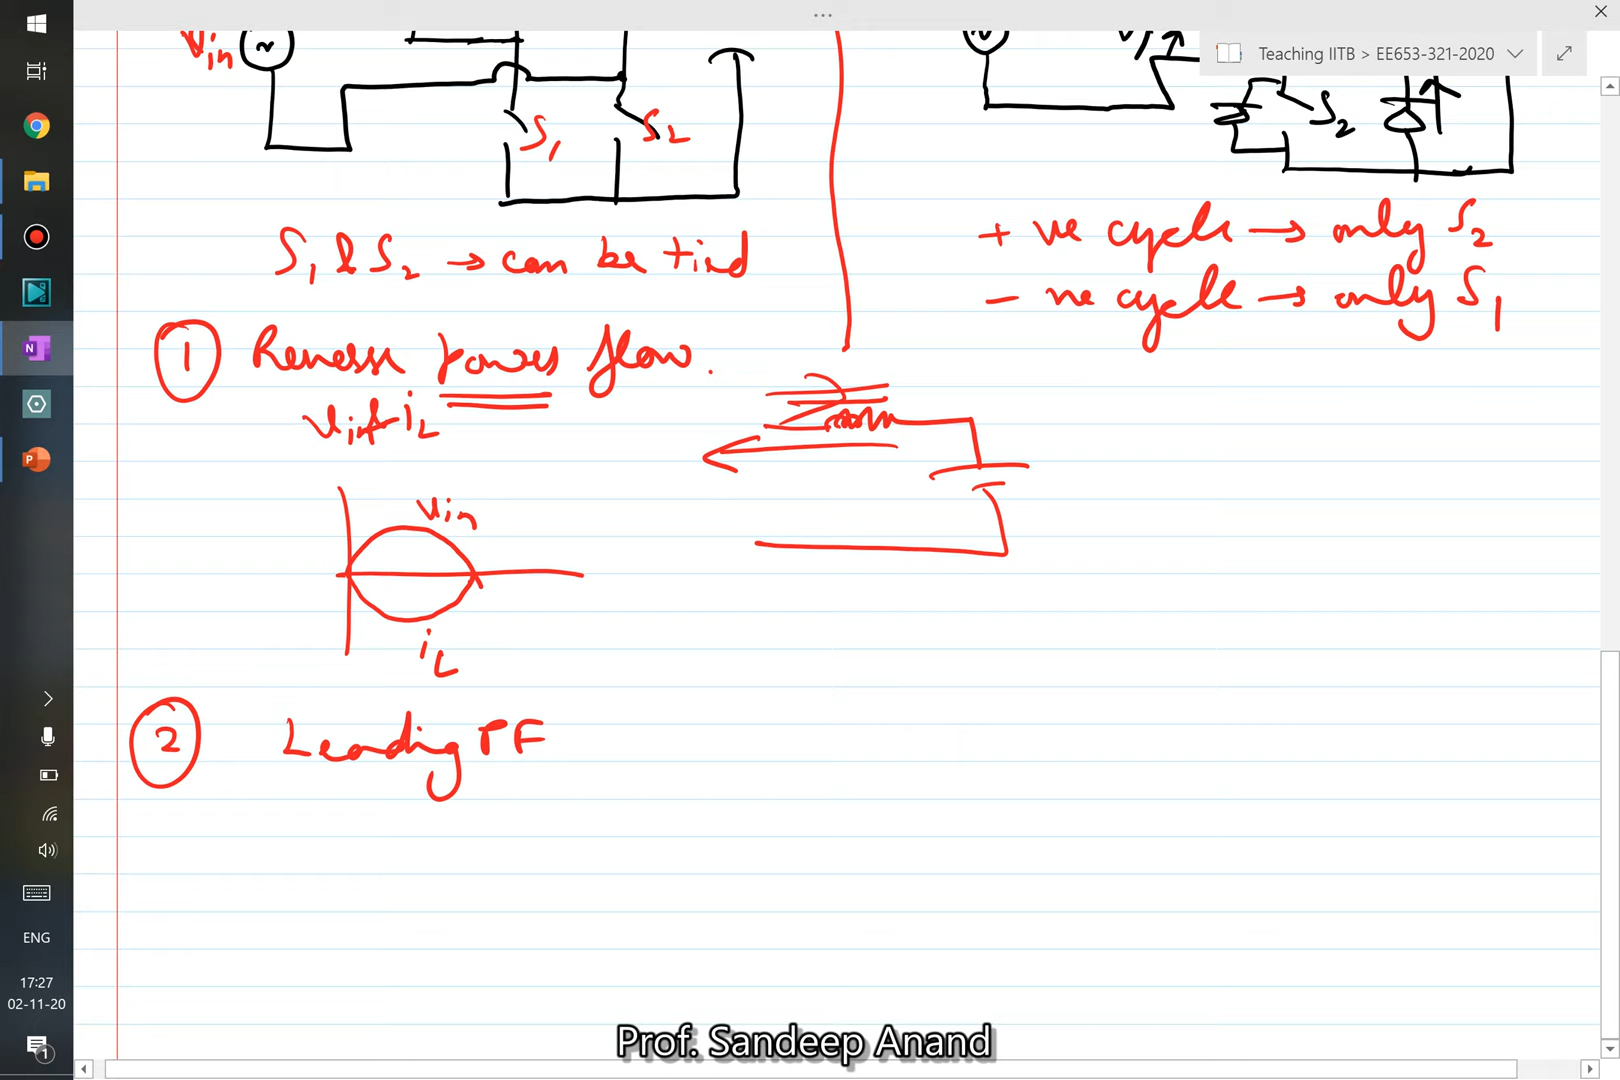 Teaching IITB > EE653-321-2020
Vin
S1
S2
S2
S1 & S2 → can be tied
+ ve cycle → only S2
- ve cycle → only S1
1 Reverse power flow.
Vin
iL
Vin
iL
2 Leading PF
ENG
17:27
02-11-20
1
Prof. Sandeep Anand